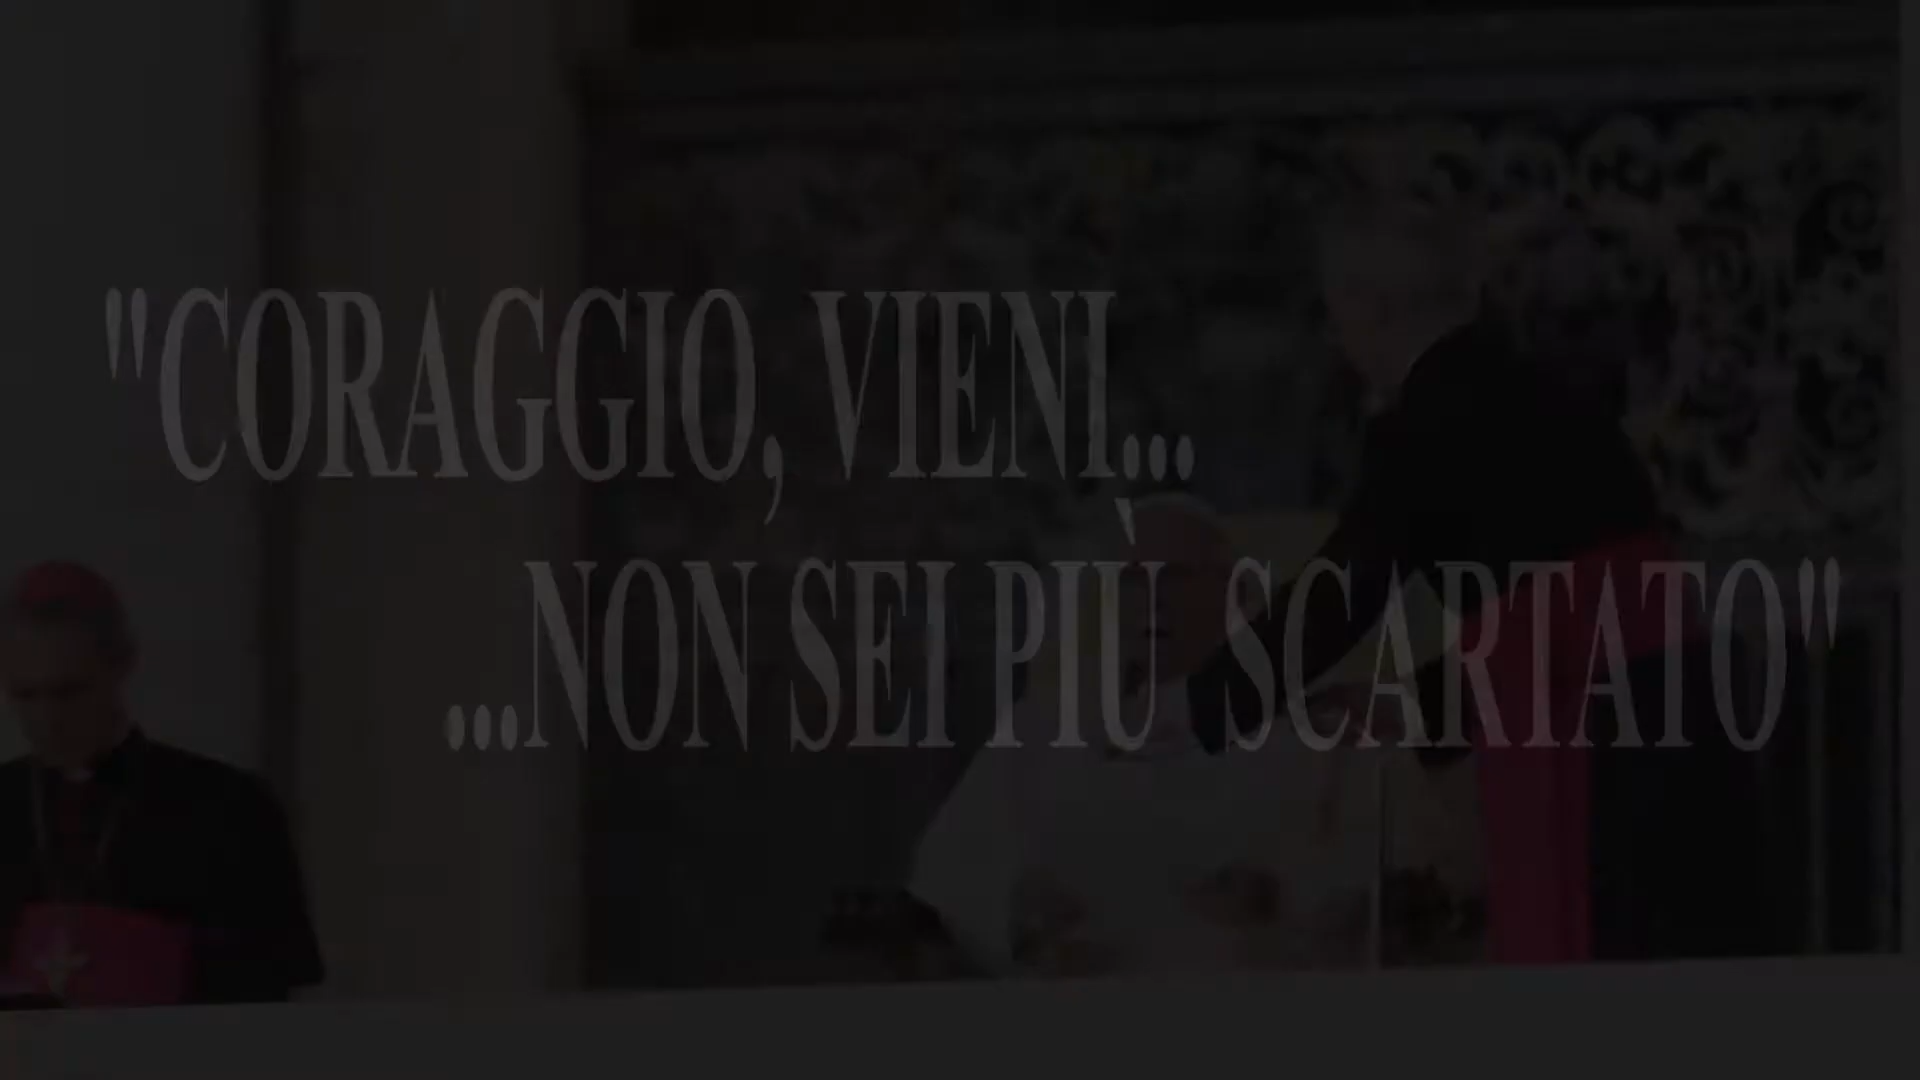 "CORAGGIO, VIENI...
...NON SEI PIÙ SCARTATO"